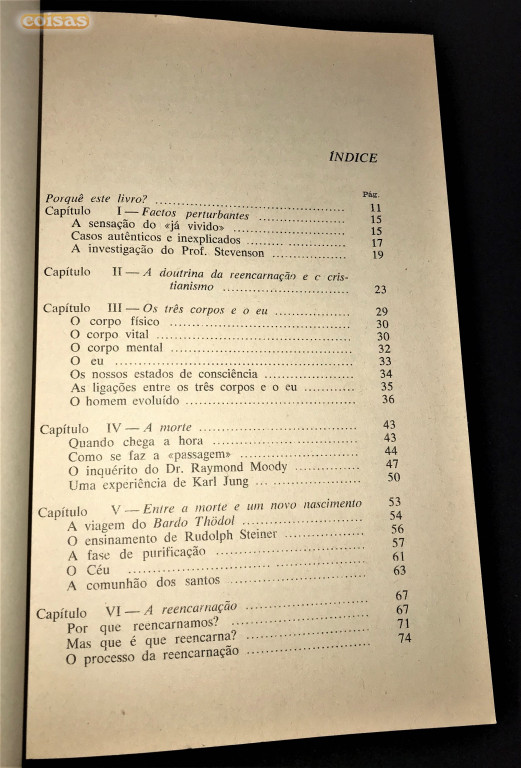 coisas
ÍNDICE
Pág.
Porquê este livro? ........................................ 11
Capítulo I — Factos perturbantes .................... 15
A sensação do «já vivido» ........................ 15
Casos autênticos e inexplicados .................. 17
A investigação do Prof. Stevenson ................ 19
Capítulo II — A doutrina da reencarnação e c cris-
tianismo .............................. 23
Capítulo III — Os três corpos e o eu ................ 29
O corpo físico .................................... 30
O corpo vital ..................................... 30
O corpo mental .................................... 32
O eu .............................................. 33
Os nossos estados de consciência .................. 34
As ligações entre os três corpos e o eu ............ 35
O homem evoluído .................................. 36
Capítulo IV — A morte ................................ 43
Quando chega a hora ............................... 43
Como se faz a «passagem» .......................... 44
O inquérito do Dr. Raymond Moody .................. 47
Uma experiência de Karl Jung ...................... 50
Capítulo V — Entre a morte e um novo nascimento 53
A viagem do Bardo Thödol .......................... 54
O ensinamento de Rudolph Steiner .................. 56
A fase de purificação ............................. 57
O Céu ............................................. 61
A comunhão dos santos ............................. 63
Capítulo VI — A reencarnação ........................ 67
Por que reencarnamos? ............................. 67
Mas que é que reencarna? .......................... 71
O processo da reencarnação ........................ 74